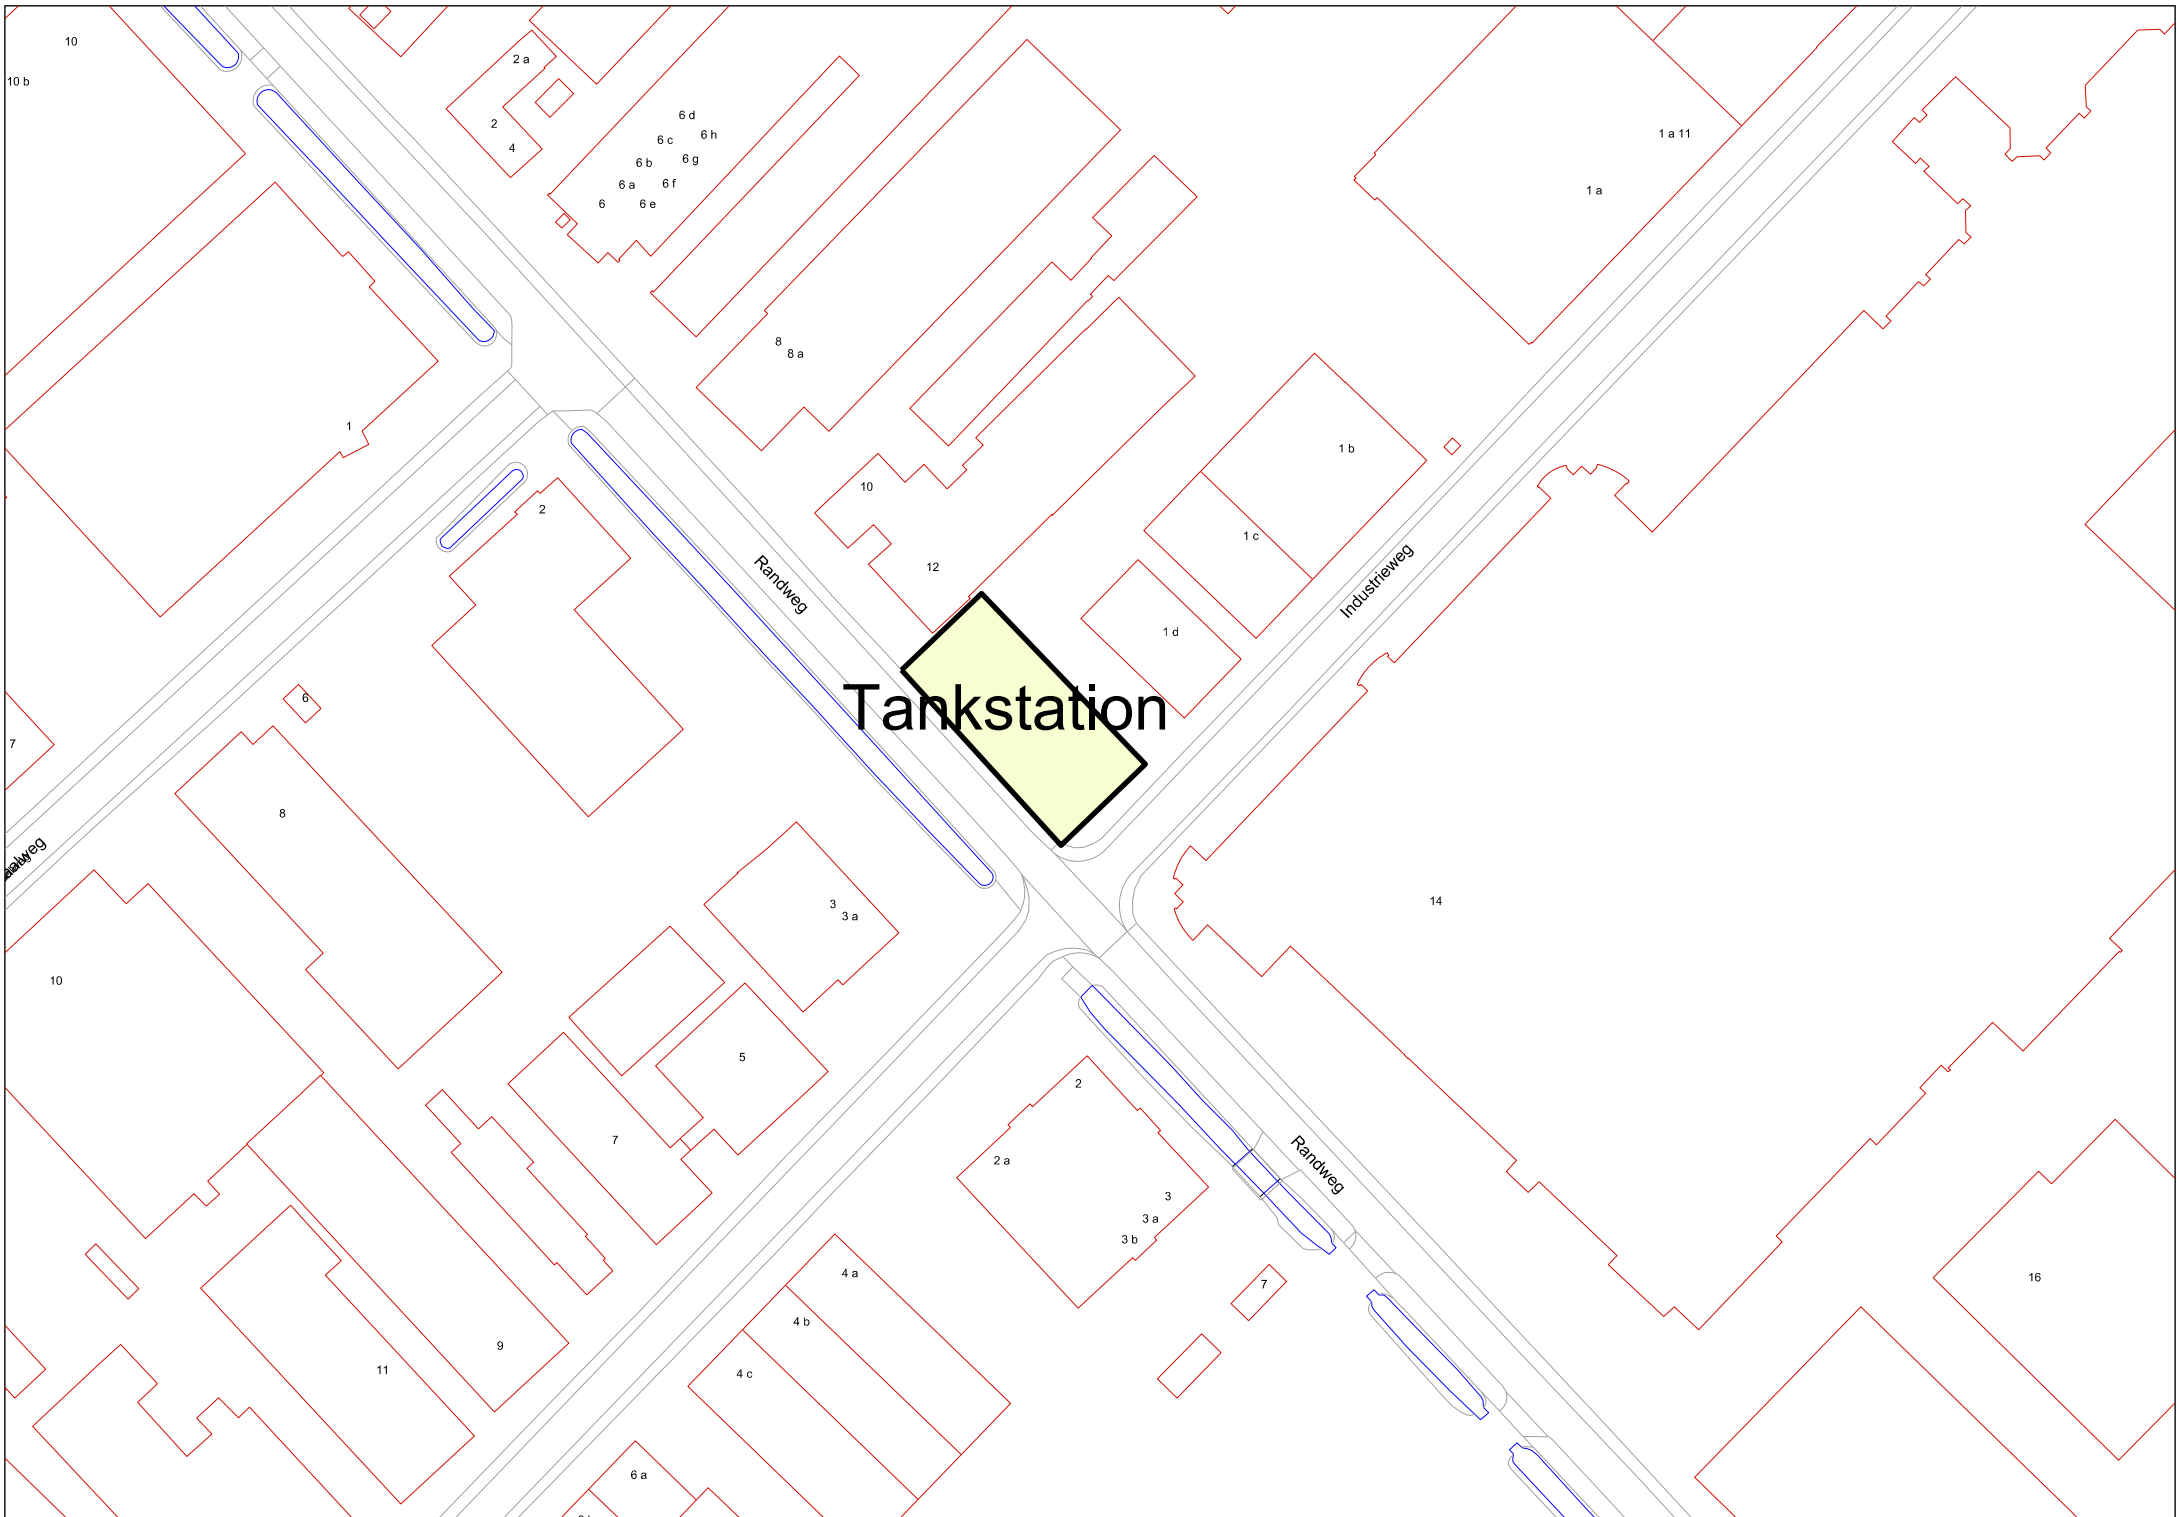 10
10 b
2 a
2
4
6 d
6 c
6 h
6 b
6 g
6 a
6 f
6
6 e
1 a 11
1 a
8
8 a
1
1 b
10
2
1 c
12
Randweg
Industrieweg
1 d
6
Tankstation
7
8
3
3 a
14
10
5
2
7
2 a
Randweg
3
3 a
3 b
4 a
7
16
4 b
9
11
4 c
6 a